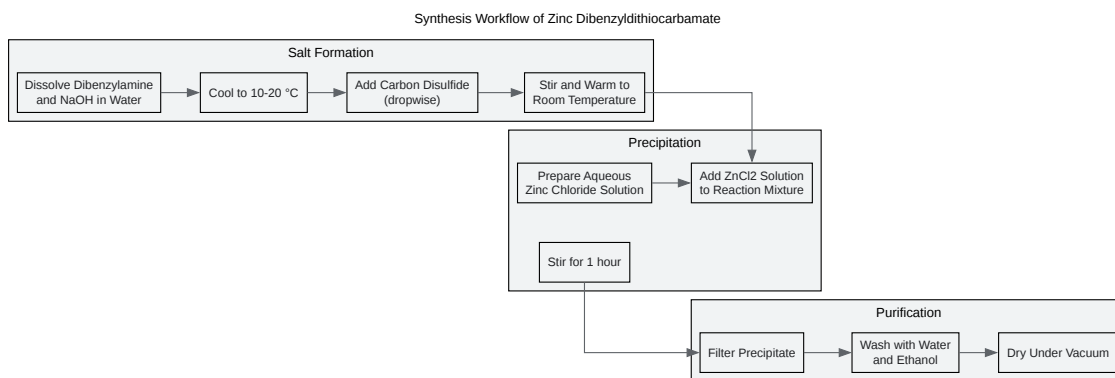 Synthesis Workflow of Zinc Dibenzyldithiocarbamate
Salt Formation
Dissolve Dibenzylamine
and NaOH in Water
Cool to 10-20 °C
Add Carbon Disulfide
(dropwise)
Stir and Warm to
Room Temperature
Precipitation
Prepare Aqueous
Zinc Chloride Solution
Add ZnCl2 Solution
to Reaction Mixture
Stir for 1 hour
Purification
Filter Precipitate
Wash with Water
and Ethanol
Dry Under Vacuum